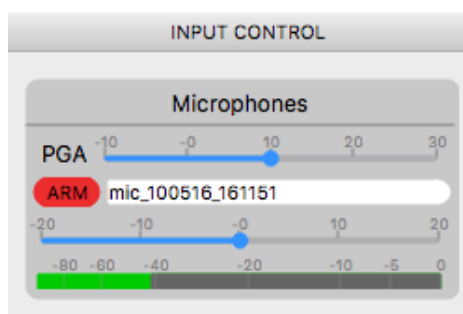 INPUT CONTROL
Microphones
PGA -10 -0 10 20 30
ARM mic_100516_161151
-20 -10 -0 10 20
-80 -60 -40 -20 -10 -5 0